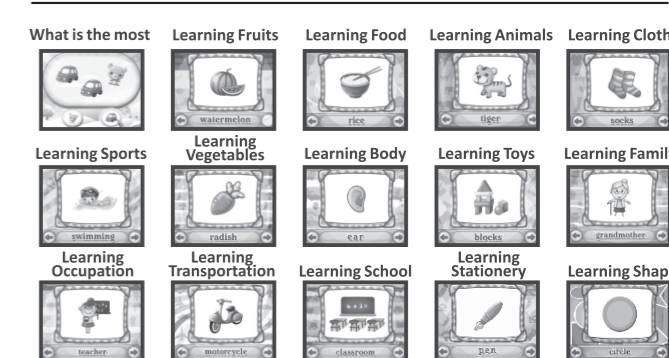 What is the most
Learning Fruits
Learning Food
Learning Animals
Learning Cloth
watermelon
rice
tiger
socks
Learning Sports
Learning
Vegetables
Learning Body
Learning Toys
Learning Famil
swimming
radish
ear
blocks
grandmother
Learning
Occupation
Learning
Transportation
Learning School
Learning
Stationery
Learning Shap
teacher
motorcycle
classroom
pen
circle